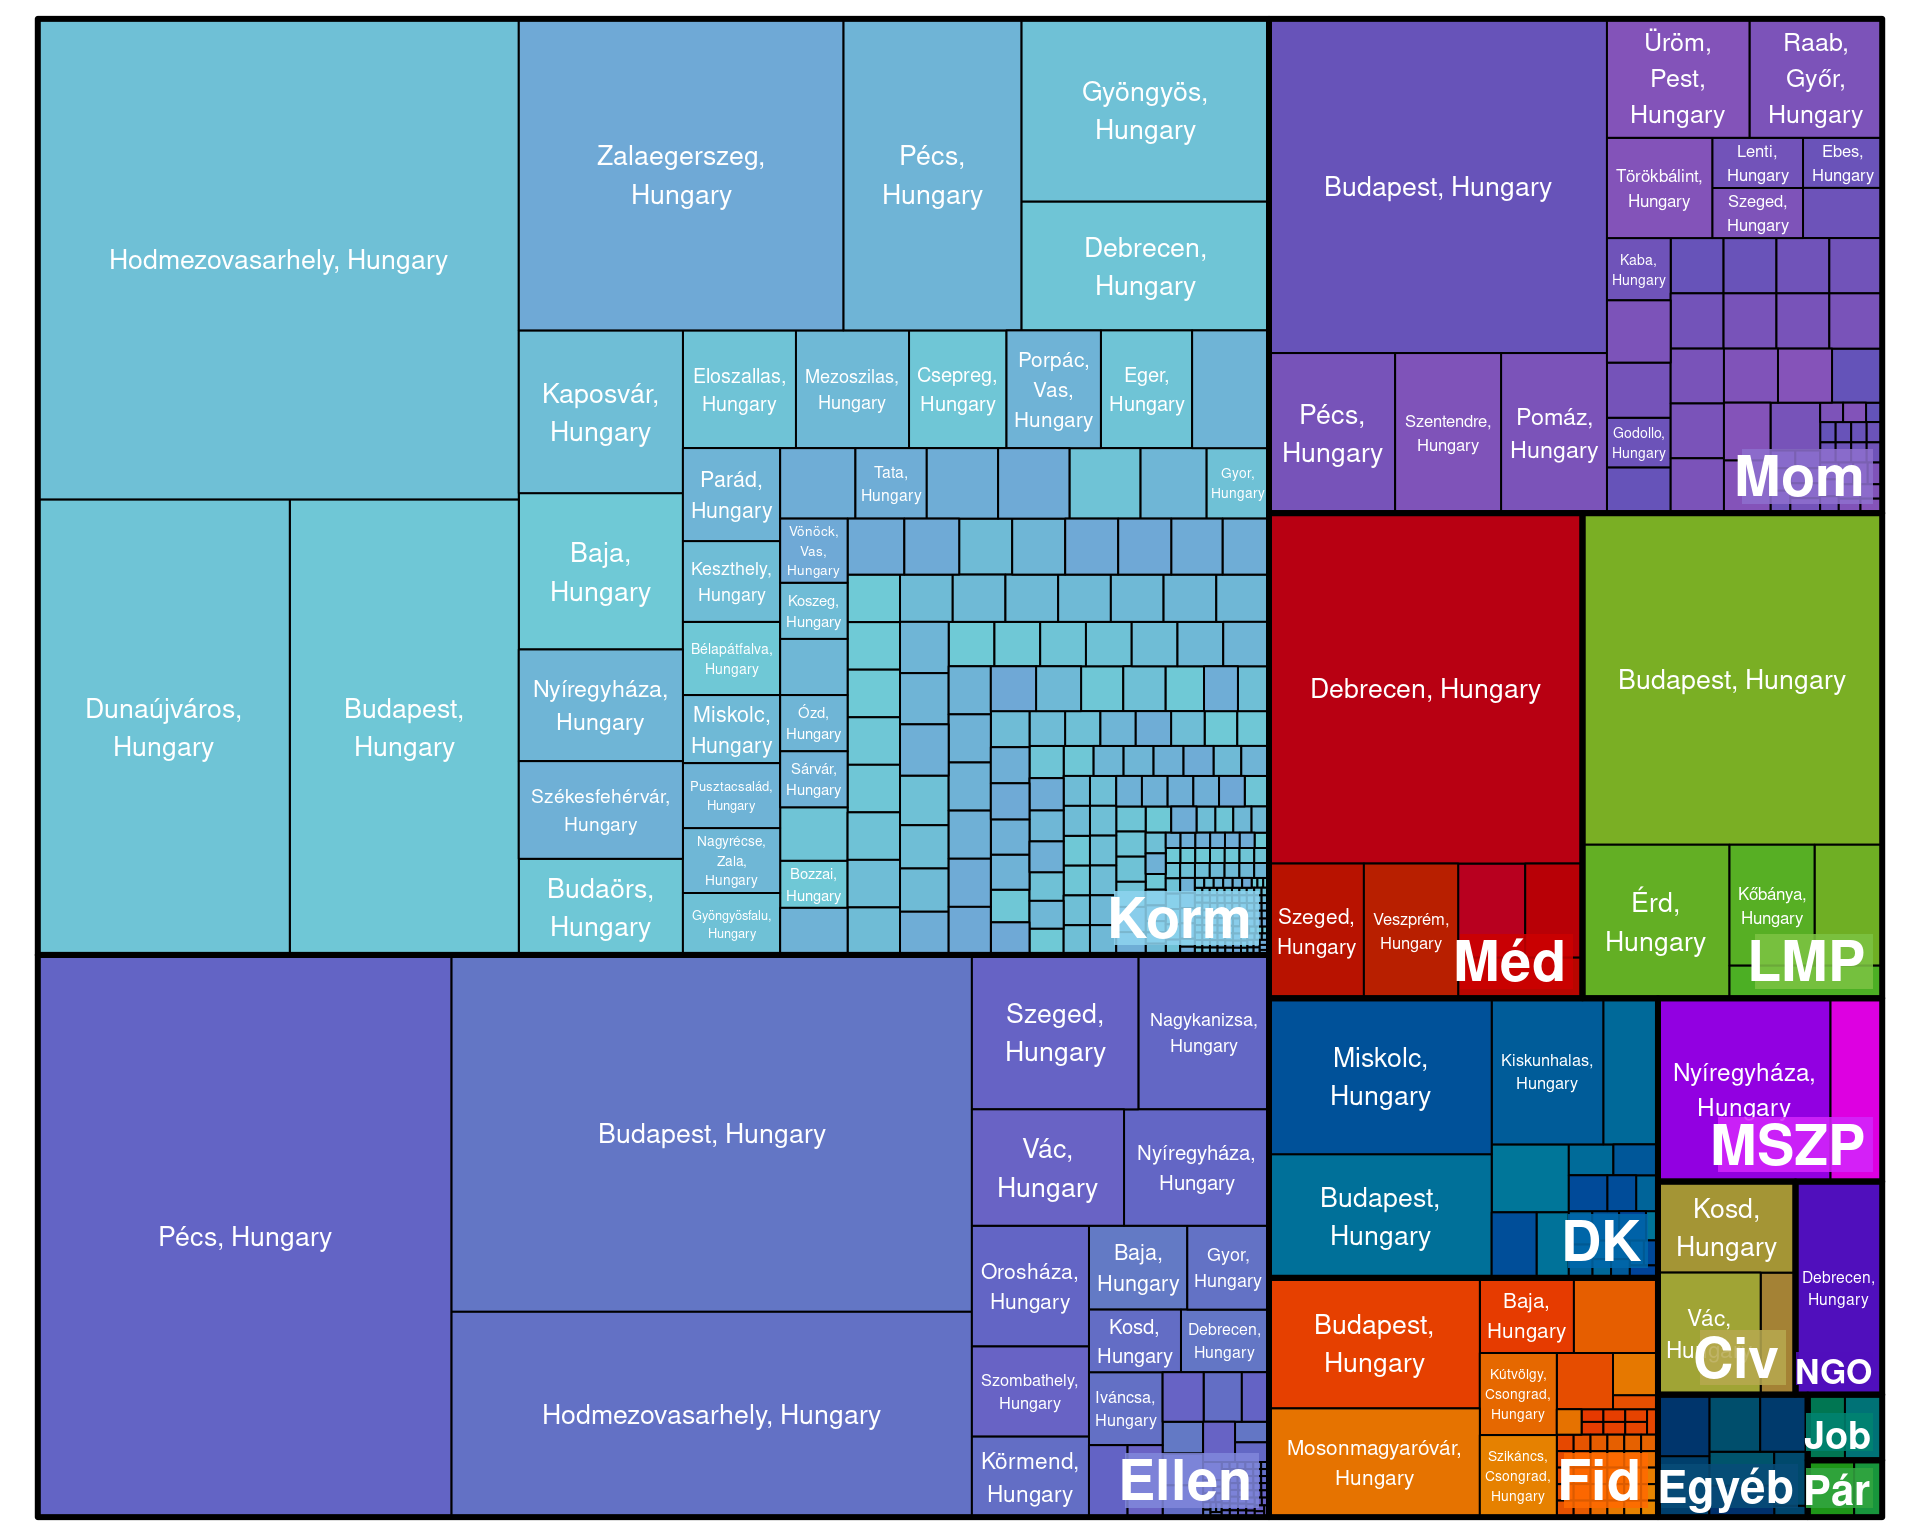 Hodmezovasarhely, Hungary
Dunaújváros,
Hungary
Budapest,
Hungary
Zalaegerszeg,
Hungary
Pécs,
Hungary
Gyöngyös,
Hungary
Debrecen,
Hungary
Kaposvár,
Hungary
Baja,
Hungary
Nyíregyháza,
Hungary
Székesfehérvár,
Hungary
Budaörs,
Hungary
Eloszallas,
Hungary
Mezoszilas,
Hungary
Csepreg,
Hungary
Porpác,
Vas,
Hungary
Eger,
Hungary
Parád,
Hungary
Keszthely,
Hungary
Bélapátfalva,
Hungary
Miskolc,
Hungary
Pusztacsalád,
Hungary
Nagyrécse,
Zala,
Hungary
Gyöngyösfalu,
Hungary
Tata,
Hungary
Gyor,
Hungary
Vönöck,
Vas,
Hungary
Koszeg,
Hungary
Ózd,
Hungary
Sárvár,
Hungary
Bozzai,
Hungary
Korm
Pécs, Hungary
Budapest, Hungary
Hodmezovasarhely, Hungary
Szeged,
Hungary
Nagykanizsa,
Hungary
Vác,
Hungary
Nyíregyháza,
Hungary
Orosháza,
Hungary
Szombathely,
Hungary
Körmend,
Hungary
Baja,
Hungary
Gyor,
Hungary
Kosd,
Hungary
Debrecen,
Hungary
Iváncsa,
Hungary
Ellen
Budapest, Hungary
Pécs,
Hungary
Szentendre,
Hungary
Pomáz,
Hungary
Üröm,
Pest,
Hungary
Raab,
Győr,
Hungary
Törökbálint,
Hungary
Lenti,
Hungary
Ebes,
Hungary
Szeged,
Hungary
Kaba,
Hungary
Godollo,
Hungary
Mom
Debrecen, Hungary
Szeged,
Hungary
Veszprém,
Hungary
Méd
Budapest, Hungary
Érd,
Hungary
Kőbánya,
Hungary
LMP
Miskolc,
Hungary
Budapest,
Hungary
Kiskunhalas,
Hungary
DK
Nyíregyháza,
Hungary
MSZP
Budapest,
Hungary
Mosonmagyaróvár,
Hungary
Baja,
Hungary
Kútvölgy,
Csongrad,
Hungary
Szikáncs,
Csongrad,
Hungary
Fid
Kosd,
Hungary
Vác,
Hungary
Civ
Debrecen,
Hungary
NGO
Egyéb
Job
Pár